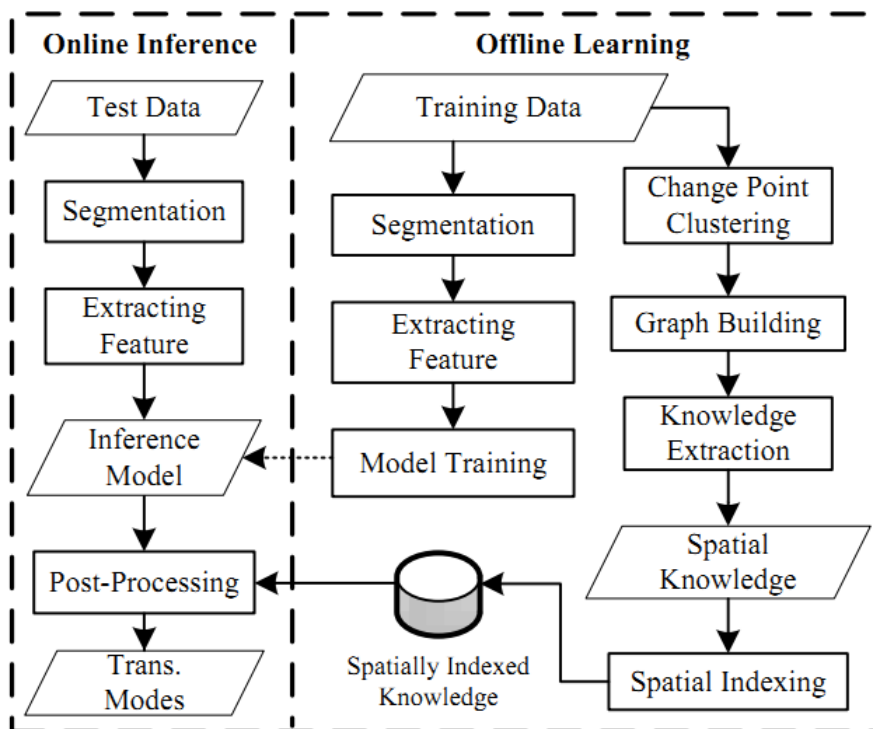 Online Inference
Test Data
Segmentation
Extracting
Feature
Inference
Model
Post-Processing
Trans.
Modes
Offline Learning
Training Data
Segmentation
Extracting
Feature
Model Training
Change Point
Clustering
Graph Building
Knowledge
Extraction
Spatial
Knowledge
Spatial Indexing
Spatially Indexed
Knowledge